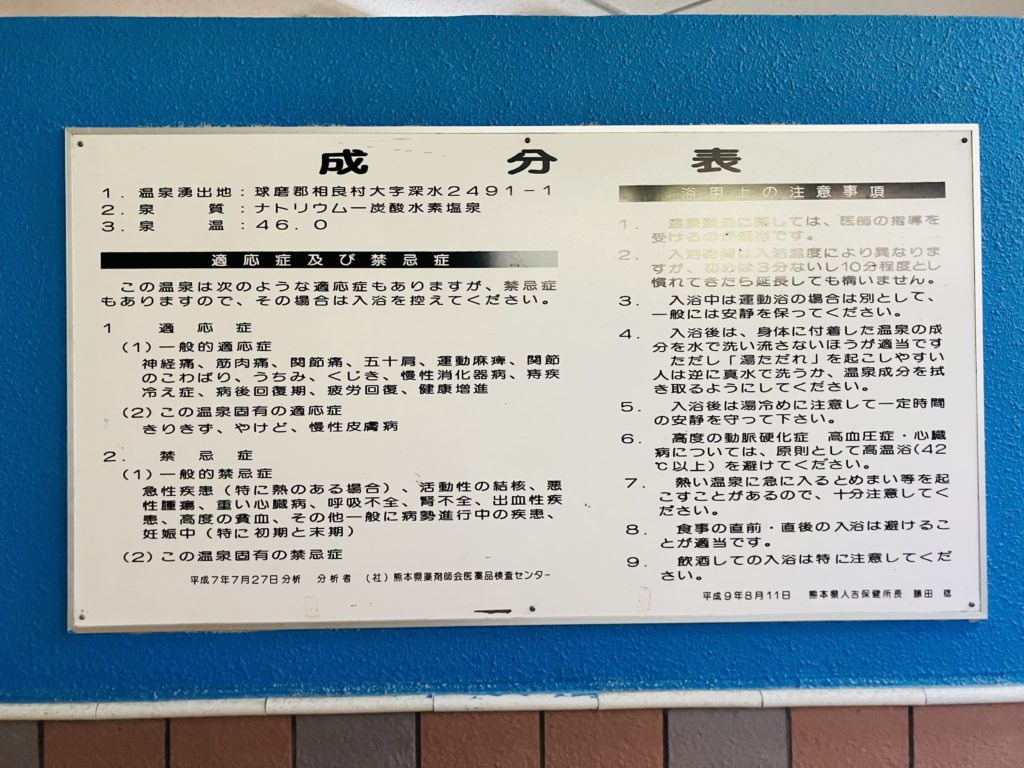 成分表
1．温泉湧出地：球磨郡相良村大字深水2491-1
2．泉　　　質：ナトリウム－炭酸水素塩泉
3．泉　　　温：46.0
適応症及び禁忌症
この温泉は次のような適応症もありますが、禁忌症
もありますので、その場合は入浴を控えてください。
1　適　応　症
(1)一般的適応症
神経痛、筋肉痛、関節痛、五十肩、運動麻痺、関節
のこわばり、うちみ、くじき、慢性消化器病、痔疾
冷え症、病後回復期、疲労回復、健康増進
(2)この温泉固有の適応症
きりきず、やけど、慢性皮膚病
2．禁　忌　症
(1)一般的禁忌症
急性疾患（特に熱のある場合）、活動性の結核、悪
性腫瘍、重い心臓病、呼吸不全、腎不全、出血性疾
患、高度の貧血、その他一般に病勢進行中の疾患、
妊娠中（特に初期と末期）
(2)この温泉固有の禁忌症
平成7年7月27日分析　分析者　（社）熊本県薬剤師会医薬品検査センター
浴用上の注意事項
1．温泉療法に際しては、医師の指導を
受けるのが適当です。
2．入浴時間は入浴温度により異なりま
すが、初めは3分ないし10分程度とし
慣れてきたら延長しても構いません。
3．入浴中は運動浴の場合は別として、
一般には安静を保ってください。
4．入浴後は、身体に付着した温泉の成
分を水で洗い流さないほうが適当です
ただし「湯ただれ」を起こしやすい
人は逆に真水で洗うか、温泉成分を拭
き取るようにしてください。
5．入浴後は湯冷めに注意して一定時間
の安静を守って下さい。
6．高度の動脈硬化症　高血圧症・心臓
病については、原則として高温浴(42
℃以上）を避けてください。
7．熱い温泉に急に入るとめまい等を起
こすことがあるので、十分注意してく
ださい。
8．食事の直前・直後の入浴は避けるこ
とが適当です。
9．飲酒しての入浴は特に注意してくだ
さい。
平成9年8月11日　熊本県人吉保健所長　藤田　稔